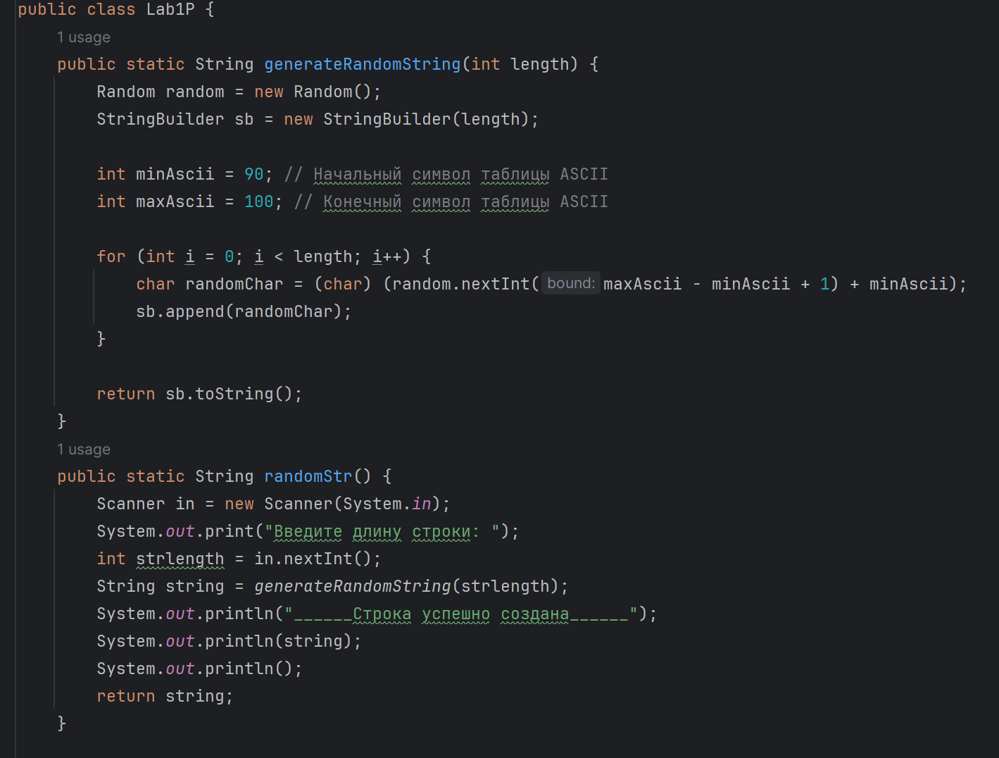 public class Lab1P {
1 usage
public static String generateRandomString(int length) {
Random random = new Random();
StringBuilder sb = new StringBuilder(length);
int minAscii = 90; // Начальный символ таблицы ASCII
int maxAscii = 100; // Конечный символ таблицы ASCII
for (int i = 0; i < length; i++) {
char randomChar = (char) (random.nextInt( bound: maxAscii - minAscii + 1) + minAscii);
sb.append(randomChar);
}
return sb.toString();
}
1 usage
public static String randomStr() {
Scanner in = new Scanner(System.in);
System.out.print("Введите длину строки: ");
int strlength = in.nextInt();
String string = generateRandomString(strlength);
System.out.println("______Строка успешно создана______");
System.out.println(string);
System.out.println();
return string;
}